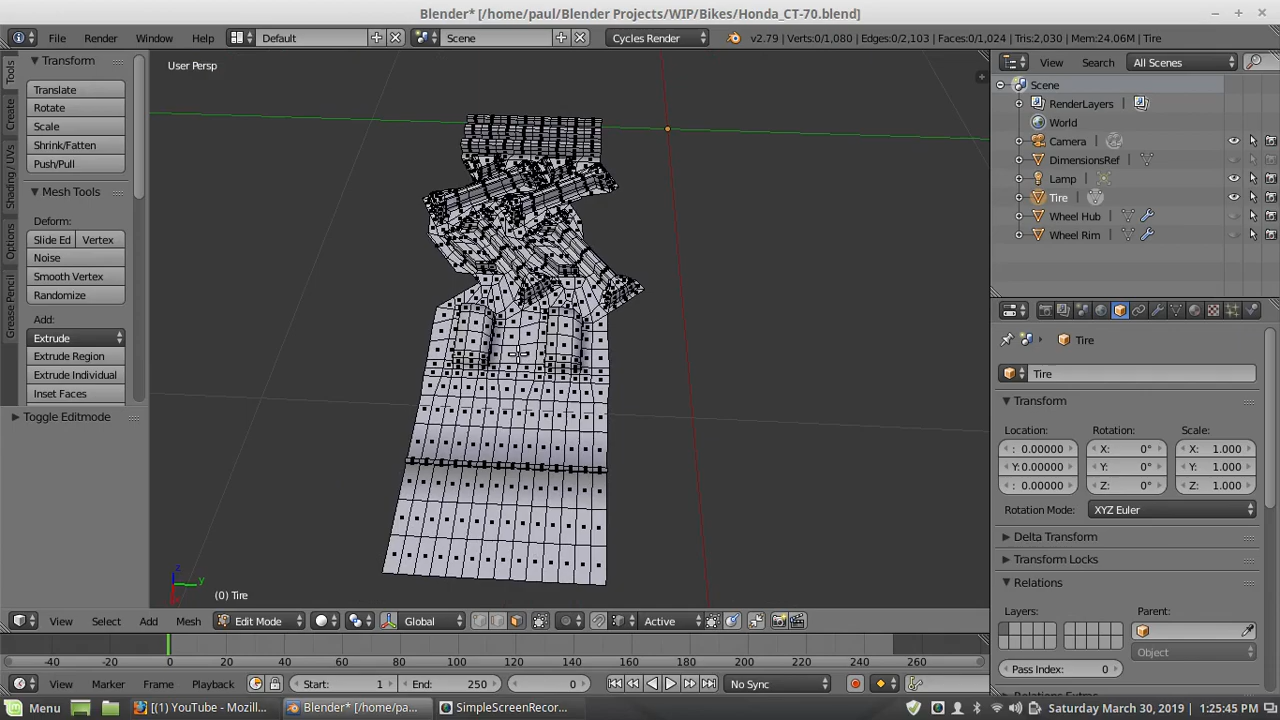 Blender* [/home/paul/Blender Projects/WIP/Bikes/Honda_CT-70.blend]
File Render Window Help Default Scene Cycles Render v2.79 | Verts:0/1,080 | Edges:0/2,103 | Faces:0/1,024 | Tris:2,030 | Mem:24.06M | Tire
Tools
Create
Shading / UVs
Options
Grease Pencil
Transform
Translate
Rotate
Scale
Shrink/Fatten
Push/Pull
Mesh Tools
Deform:
Slide Ed Vertex
Noise
Smooth Vertex
Randomize
Add:
Extrude
Extrude Region
Extrude Individual
Inset Faces
Toggle Editmode
User Persp
z
y
(0) Tire
View Select Add Mesh Edit Mode Global Active
View Search All Scenes
Scene
RenderLayers
World
Camera
DimensionsRef
Lamp
Tire
Wheel Hub
Wheel Rim
Tire
Tire
Transform
Location: Rotation: Scale:
: 0.00000 X: 0° X: 1.000
Y: 0.00000 Y: 0° Y: 1.000
: 0.00000 Z: 0° Z: 1.000
Rotation Mode: XYZ Euler
Delta Transform
Transform Locks
Relations
Layers: Parent:
Object
Pass Index: 0
Relations Extras
-40 -20 0 20 40 60 80 100 120 140 160 180 200 220 240 260
View Marker Frame Playback Start: 1 End: 250 0 No Sync
Menu [(1) YouTube - Mozill... Blender* [/home/pa... SimpleScreenRecor... Saturday March 30, 2019 | 1:25:45 PM